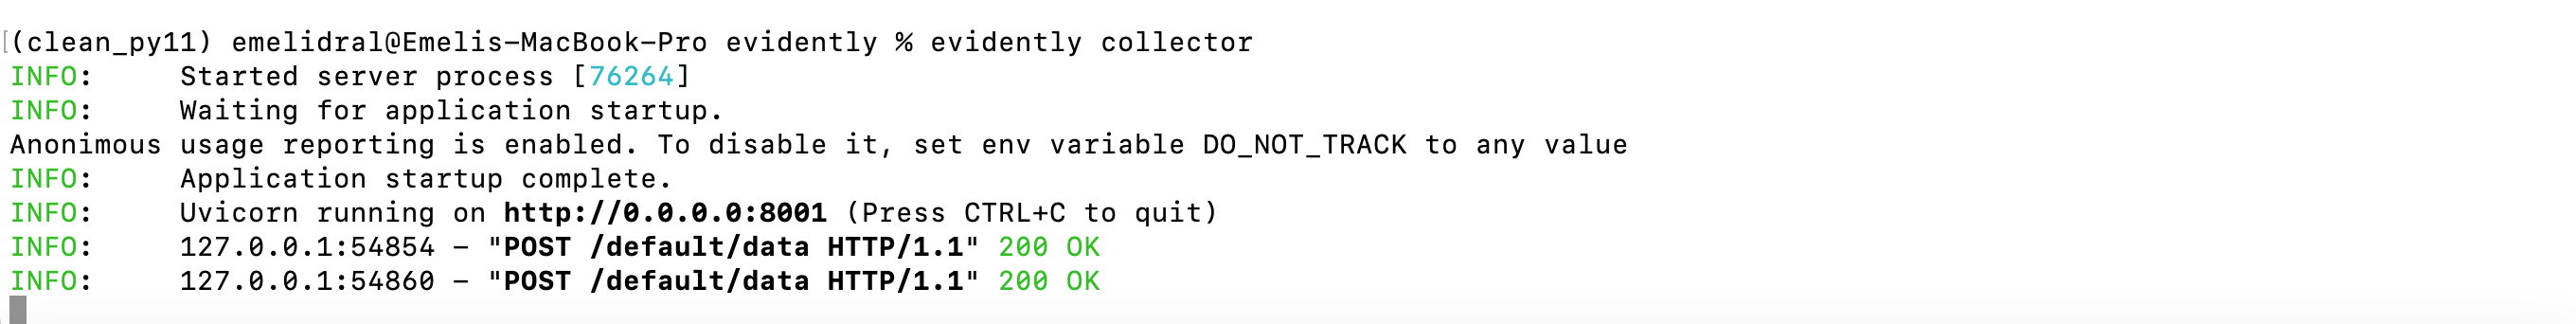 [(clean_py11) emelidral@Emelis-MacBook-Pro evidently % evidently collector
INFO:     Started server process [76264]
INFO:     Waiting for application startup.
Anonimous usage reporting is enabled. To disable it, set env variable DO_NOT_TRACK to any value
INFO:     Application startup complete.
INFO:     Uvicorn running on http://0.0.0.0:8001 (Press CTRL+C to quit)
INFO:     127.0.0.1:54854 - "POST /default/data HTTP/1.1" 200 OK
INFO:     127.0.0.1:54860 - "POST /default/data HTTP/1.1" 200 OK